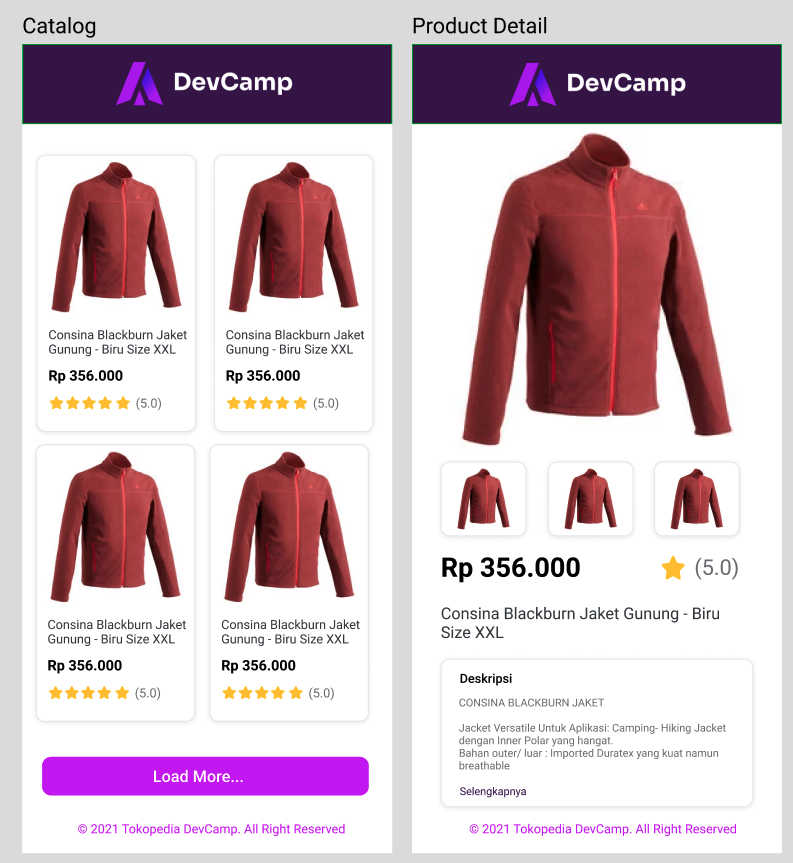 Catalog
DevCamp
Consina Blackburn Jaket
Gunung - Biru Size XXL
Rp 356.000
(5.0)
Consina Blackburn Jaket
Gunung - Biru Size XXL
Rp 356.000
(5.0)
Consina Blackburn Jaket
Gunung - Biru Size XXL
Rp 356.000
(5.0)
Consina Blackburn Jaket
Gunung - Biru Size XXL
Rp 356.000
(5.0)
Load More...
© 2021 Tokopedia DevCamp. All Right Reserved
Product Detail
DevCamp
Rp 356.000
(5.0)
Consina Blackburn Jaket Gunung - Biru
Size XXL
Deskripsi
CONSINA BLACKBURN JAKET
Jacket Versatile Untuk Aplikasi: Camping- Hiking Jacket
dengan Inner Polar yang hangat.
Bahan outer/ luar : Imported Duratex yang kuat namun
breathable
Selengkapnya
© 2021 Tokopedia DevCamp. All Right Reserved